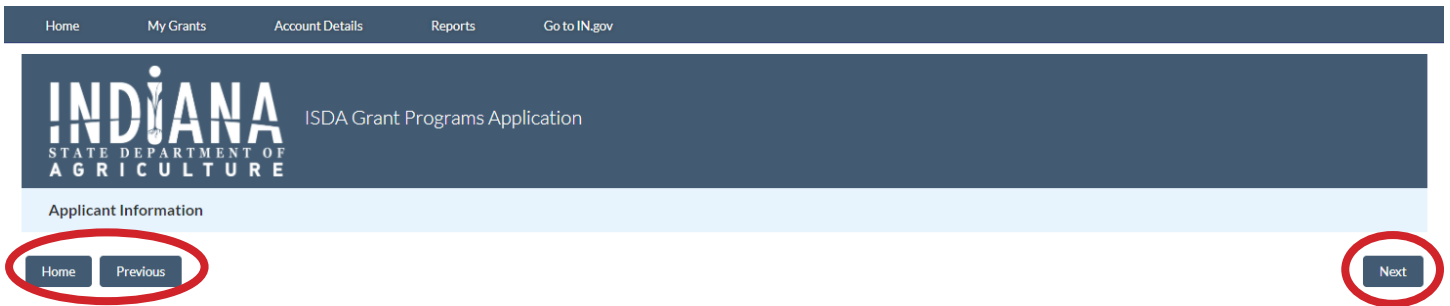 Home My Grants Account Details Reports Go to IN.gov
INDIANA
STATE DEPARTMENT OF
AGRICULTURE
ISDA Grant Programs Application
Applicant Information
Home Previous Next